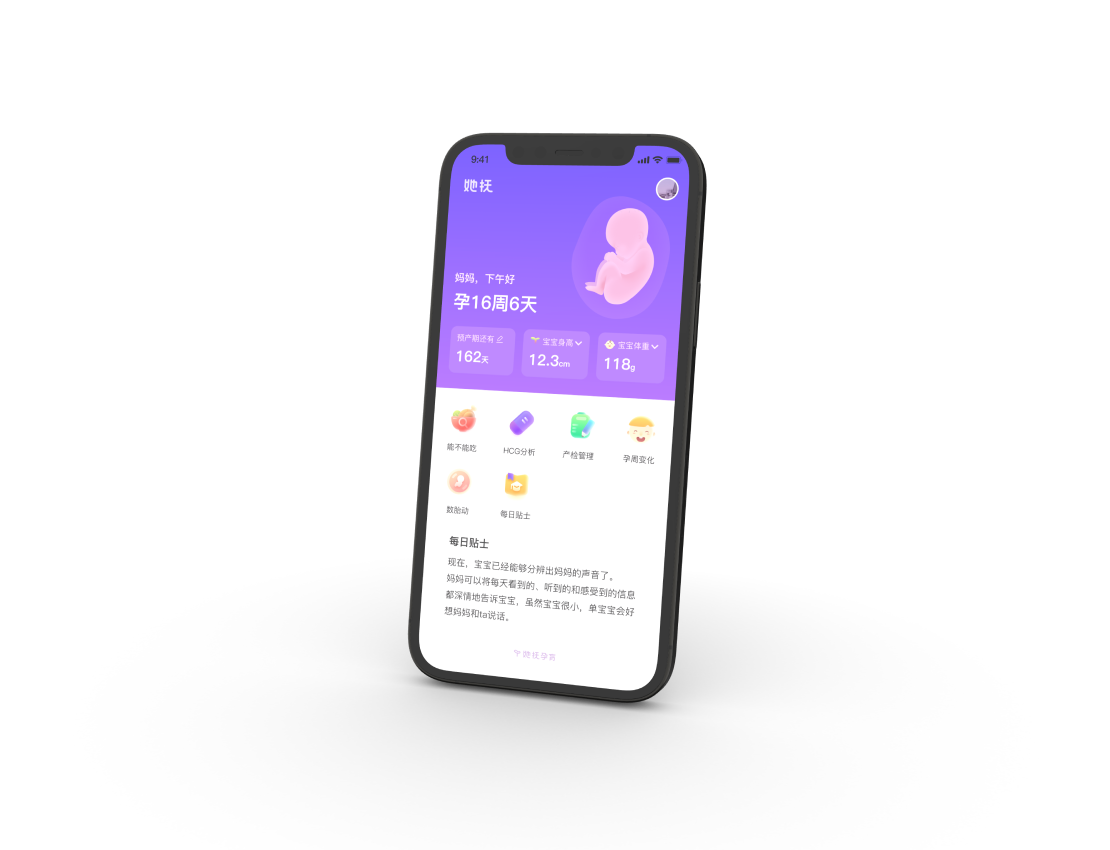 9:41
她抚
妈妈，下午好
孕16周6天
预产期还有
162天
宝宝身高
12.3cm
宝宝体重
118g
能不能吃
HCG分析
产检管理
孕周变化
数胎动
每日贴士
每日贴士
现在，宝宝已经能够分辨出妈妈的声音了。
妈妈可以将每天看到的、听到的和感受到的信息
都深情地告诉宝宝，虽然宝宝很小，单宝宝会好
想妈妈和ta说话。
她抚孕育